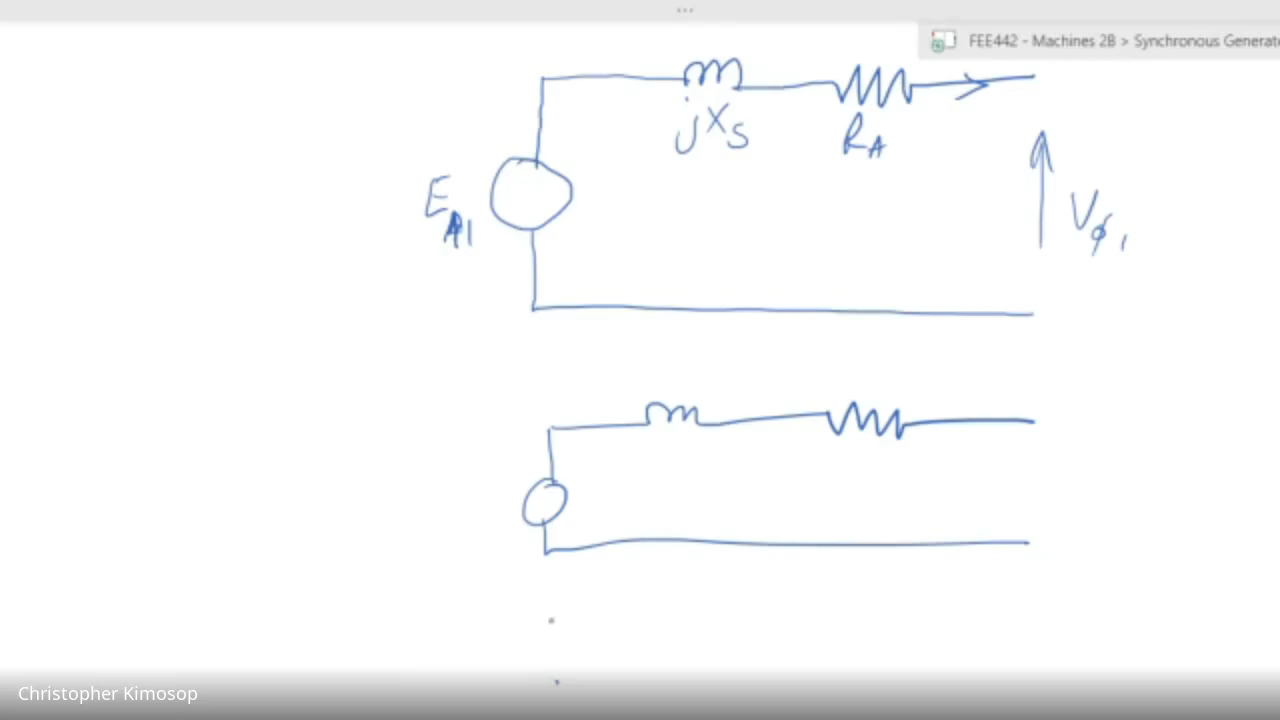 FEE442 - Machines 2B > Synchronous Generat
jXS
RA
EA1
Vφ1
Christopher Kimosop